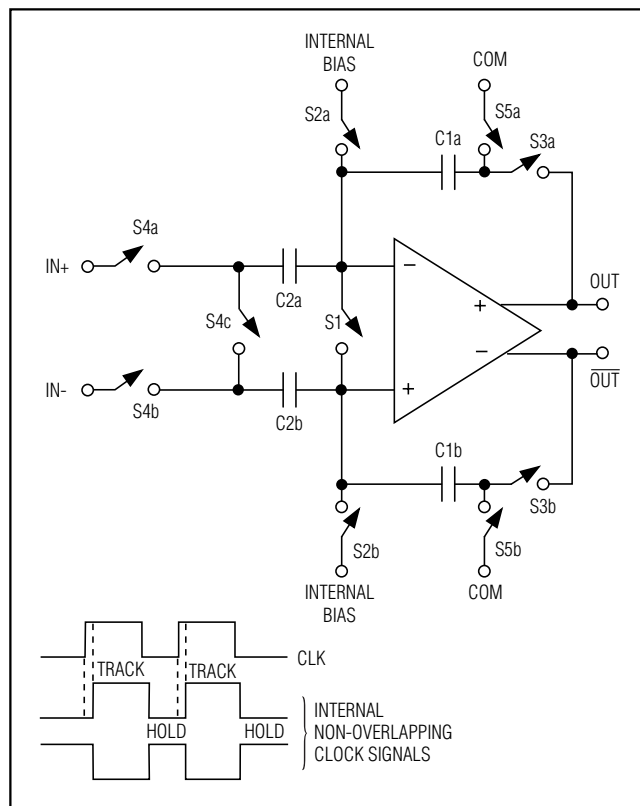 INTERNAL
BIAS
COM
S2a
S5a
C1a
S3a
S4a
IN+
−
C2a
+
OUT
S4c
S1
−
OUT
IN-
+
S4b
C2b
C1b
S3b
S2b
S5b
INTERNAL
BIAS
COM
CLK
TRACK
TRACK
HOLD
HOLD
INTERNAL
NON-OVERLAPPING
CLOCK SIGNALS